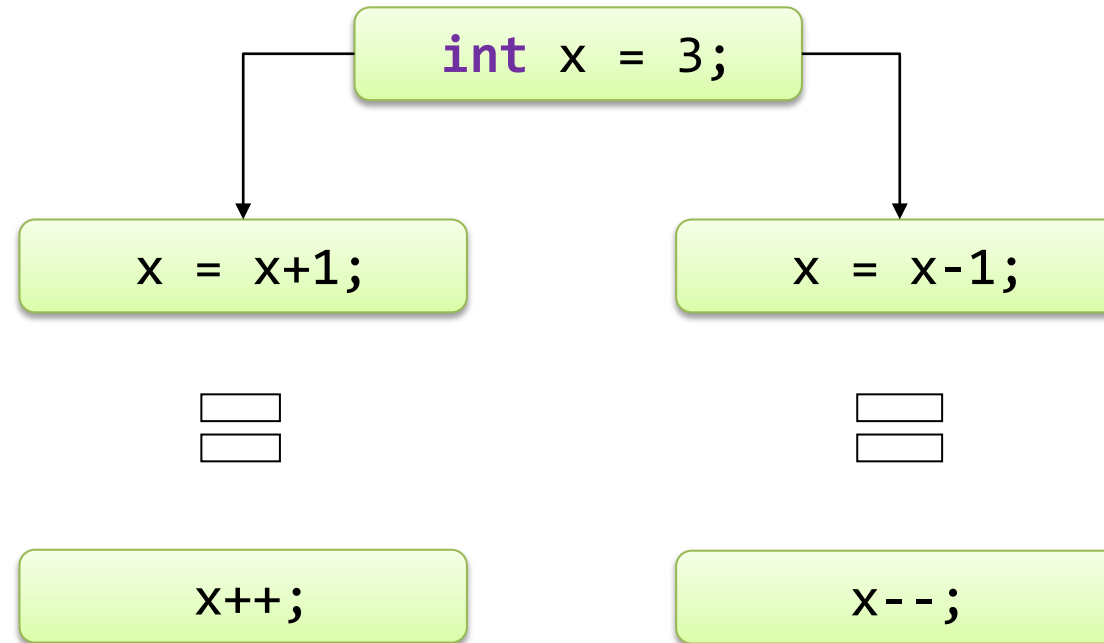 int x = 3;
x = x+1;
x = x-1;
x++;
x--;